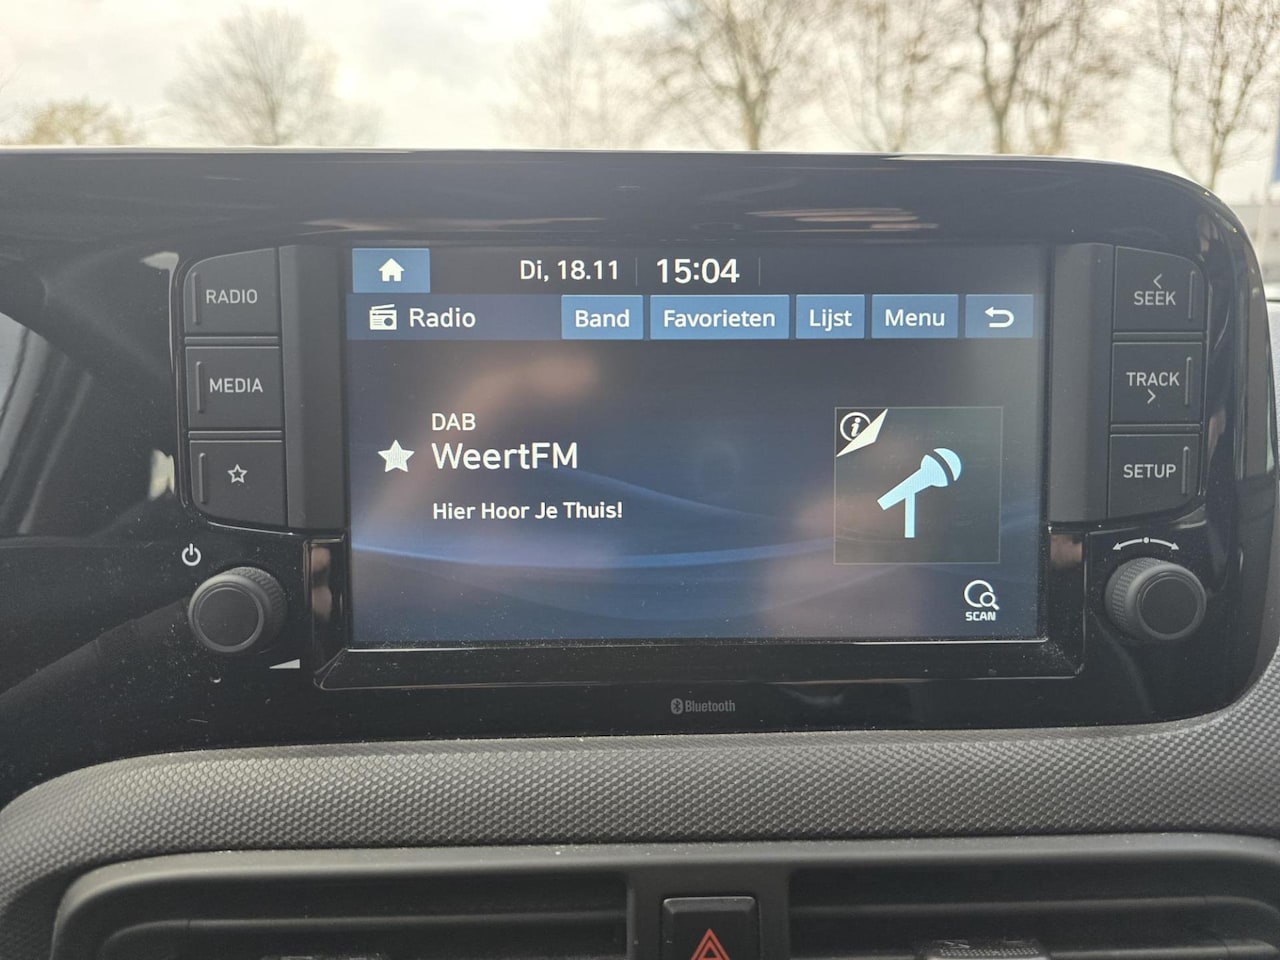 Di, 18.11 15:04
RADIO
Radio
Band
Favorieten
Lijst
Menu
SEEK
MEDIA
TRACK
DAB
WeertFM
Hier Hoor Je Thuis!
SETUP
SCAN
Bluetooth